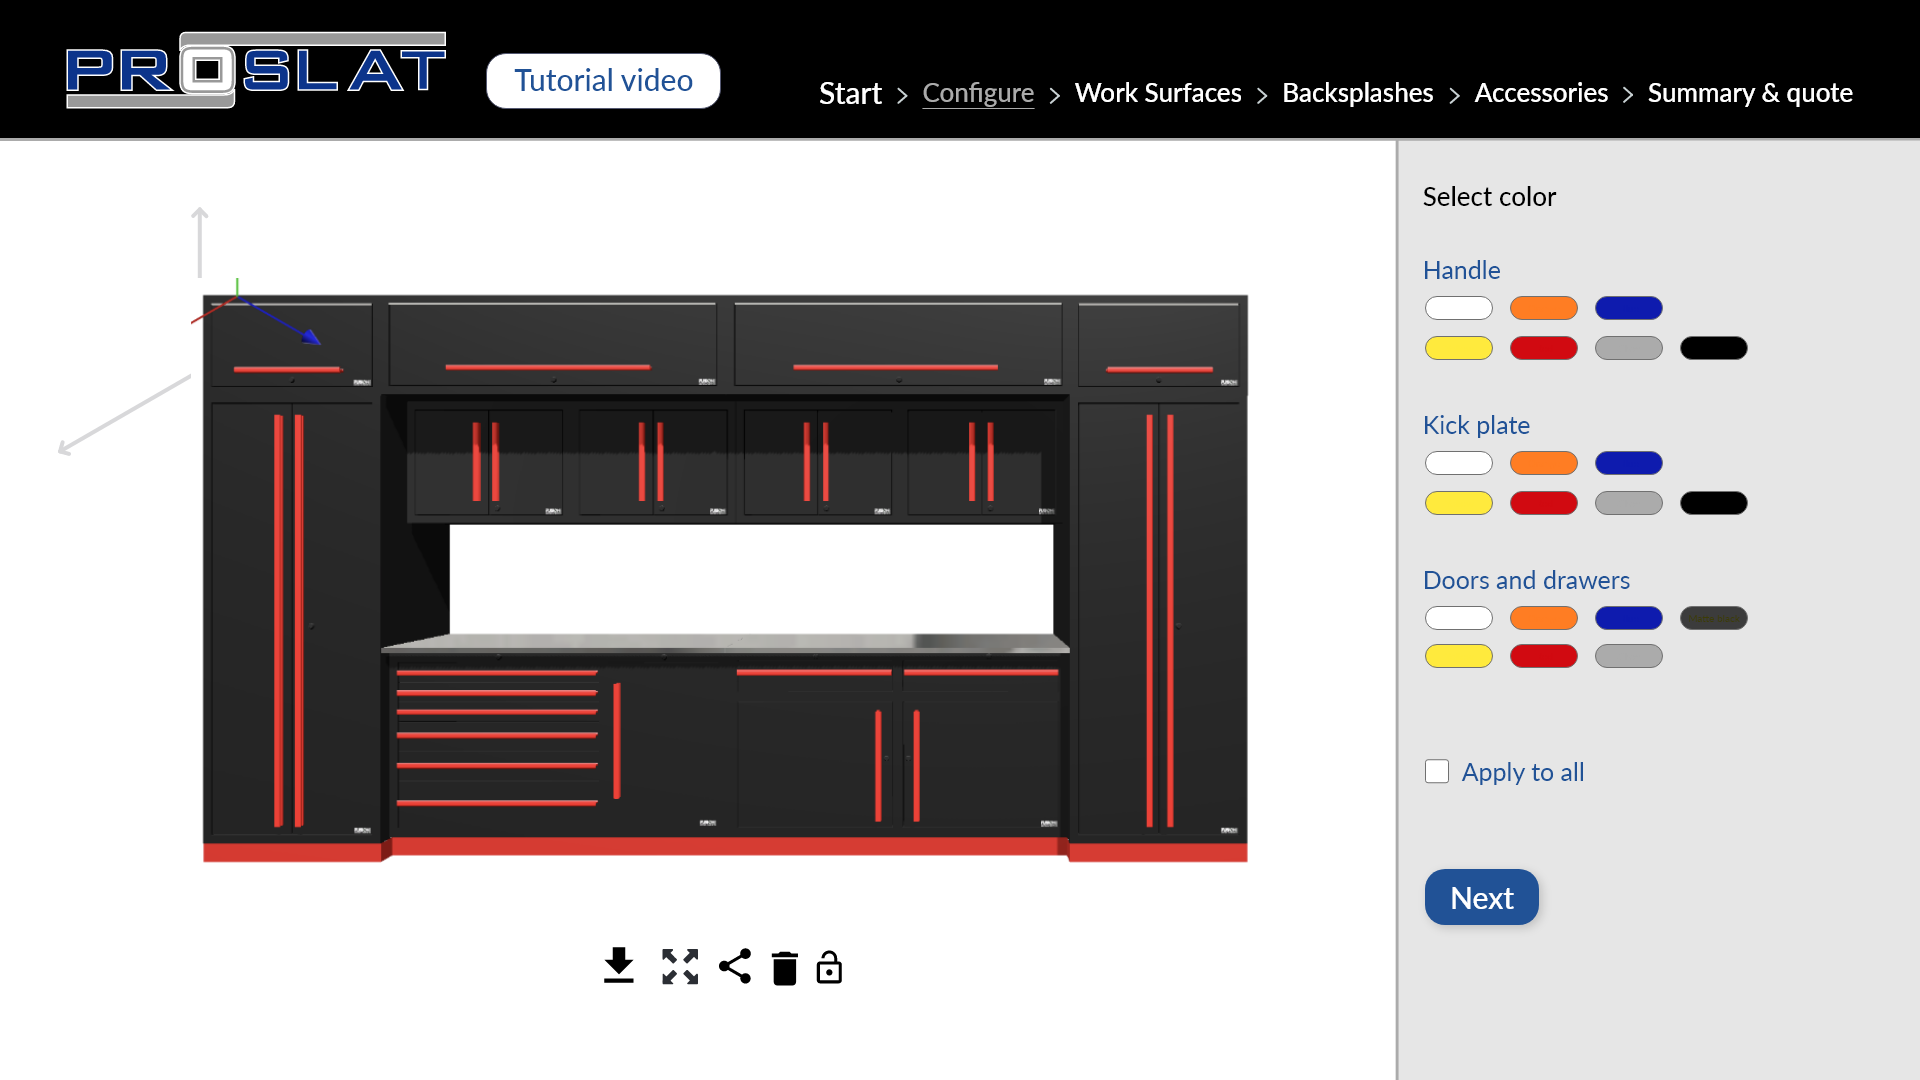 PROSLAT
Tutorial video
Start > Configure > Work Surfaces > Backsplashes > Accessories > Summary & quote
Select color
Handle
Kick plate
Doors and drawers
Apply to all
Next